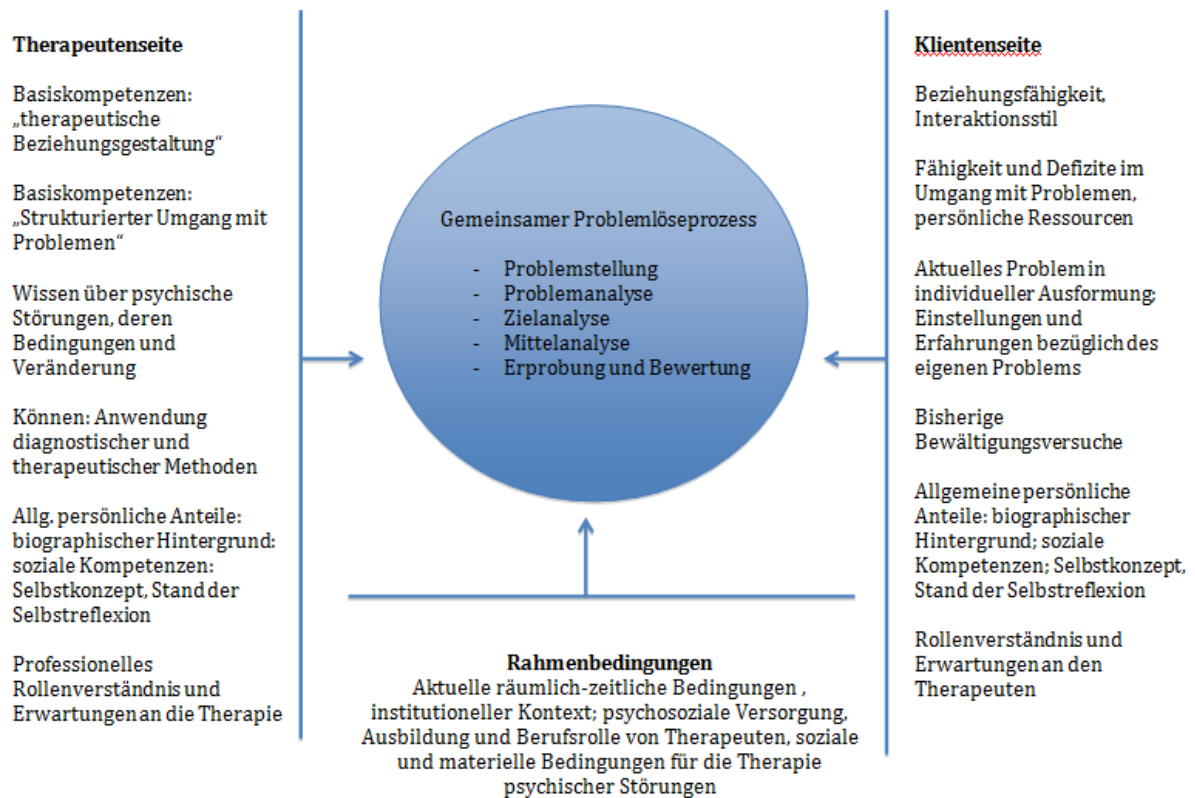 Therapeutenseite
Basiskompetenzen:
„therapeutische
Beziehungsgestaltung“
Basiskompetenzen:
„Strukturierter Umgang mit
Problemen“
Wissen über psychische
Störungen, deren
Bedingungen und
Veränderung
Können: Anwendung
diagnostischer und
therapeutischer Methoden
Allg. persönliche Anteile:
biographischer Hintergrund:
soziale Kompetenzen:
Selbstkonzept, Stand der
Selbstreflexion
Professionelles
Rollenverständnis und
Erwartungen an die Therapie
Gemeinsamer Problemlöseprozess
- Problemstellung
- Problemanalyse
- Zielanalyse
- Mittelanalyse
- Erprobung und Bewertung
Rahmenbedingungen
Aktuelle räumlich-zeitliche Bedingungen ,
institutioneller Kontext; psychosoziale Versorgung,
Ausbildung und Berufsrolle von Therapeuten, soziale
und materielle Bedingungen für die Therapie
psychischer Störungen
Klientenseite
Beziehungsfähigkeit,
Interaktionsstil
Fähigkeit und Defizite im
Umgang mit Problemen,
persönliche Ressourcen
Aktuelles Problem in
individueller Ausformung;
Einstellungen und
Erfahrungen bezüglich des
eigenen Problems
Bisherige
Bewältigungsversuche
Allgemeine persönliche
Anteile: biographischer
Hintergrund; soziale
Kompetenzen; Selbstkonzept,
Stand der Selbstreflexion
Rollenverständnis und
Erwartungen an den
Therapeuten